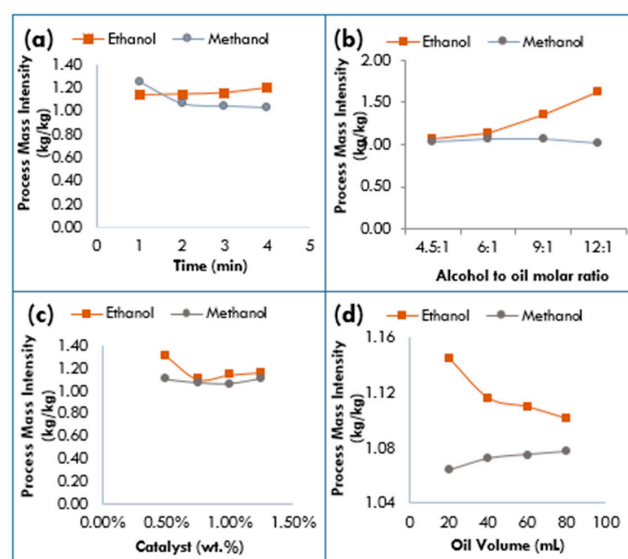 (a)
Ethanol
Methanol
Process Mass Intensity
(kg/kg)
1.40
1.20
1.00
0.80
0.60
0.40
0.20
0.00
0 1 2 3 4 5
Time (min)
(b)
Ethanol
Methanol
Process Mass Intensity
(kg/kg)
2.00
1.50
1.00
0.50
0.00
4.5:1 6:1 9:1 12:1
Alcohol to oil molar ratio
(c)
Ethanol
Methanol
Process Mass Intensity
(kg/kg)
1.40
1.20
1.00
0.80
0.60
0.40
0.20
0.00
0.00% 0.50% 1.00% 1.50%
Catalyst (wt.%)
(d)
Ethanol
Methanol
Process Mass Intensity
(kg/kg)
1.16
1.12
1.08
1.04
0 20 40 60 80 100
Oil Volume (mL)